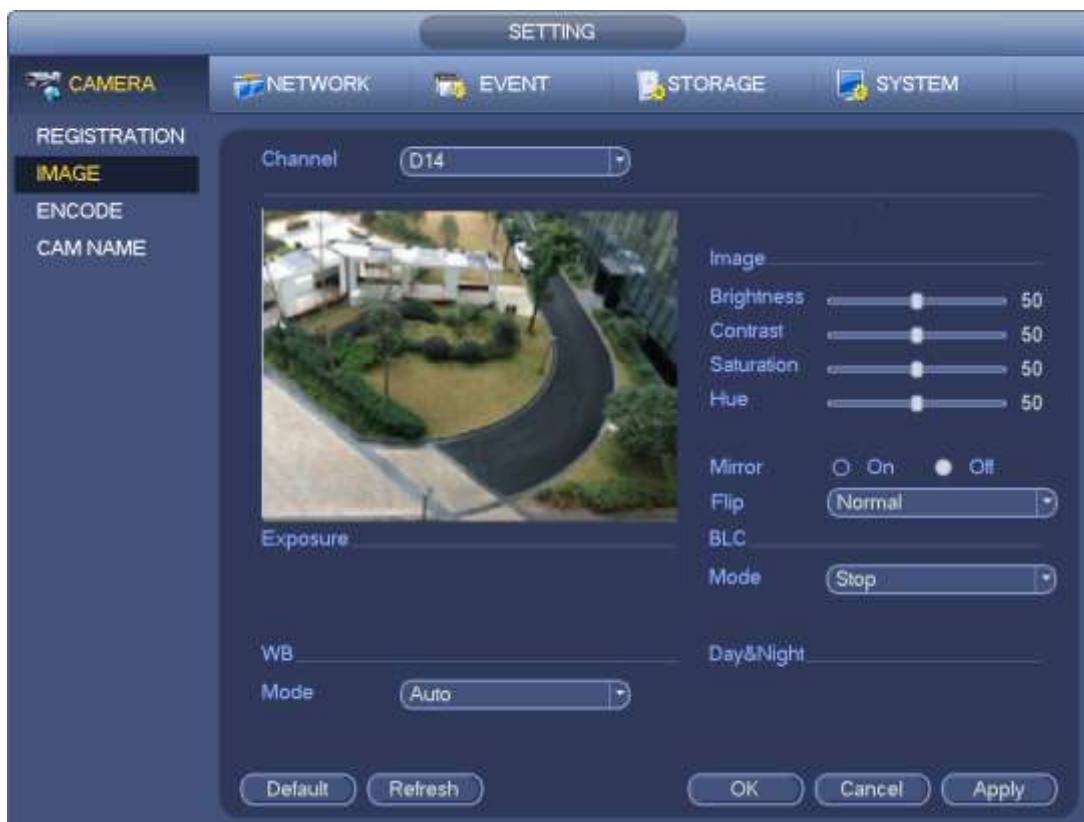 SETTING
CAMERA NETWORK EVENT STORAGE SYSTEM
REGISTRATION
IMAGE
ENCODE
CAM NAME
Channel D14
Image
Brightness 50
Contrast 50
Saturation 50
Hue 50
Mirror On Off
Flip Normal
Exposure BLC
Mode Stop
WB Day&Night
Mode Auto
Default Refresh OK Cancel Apply